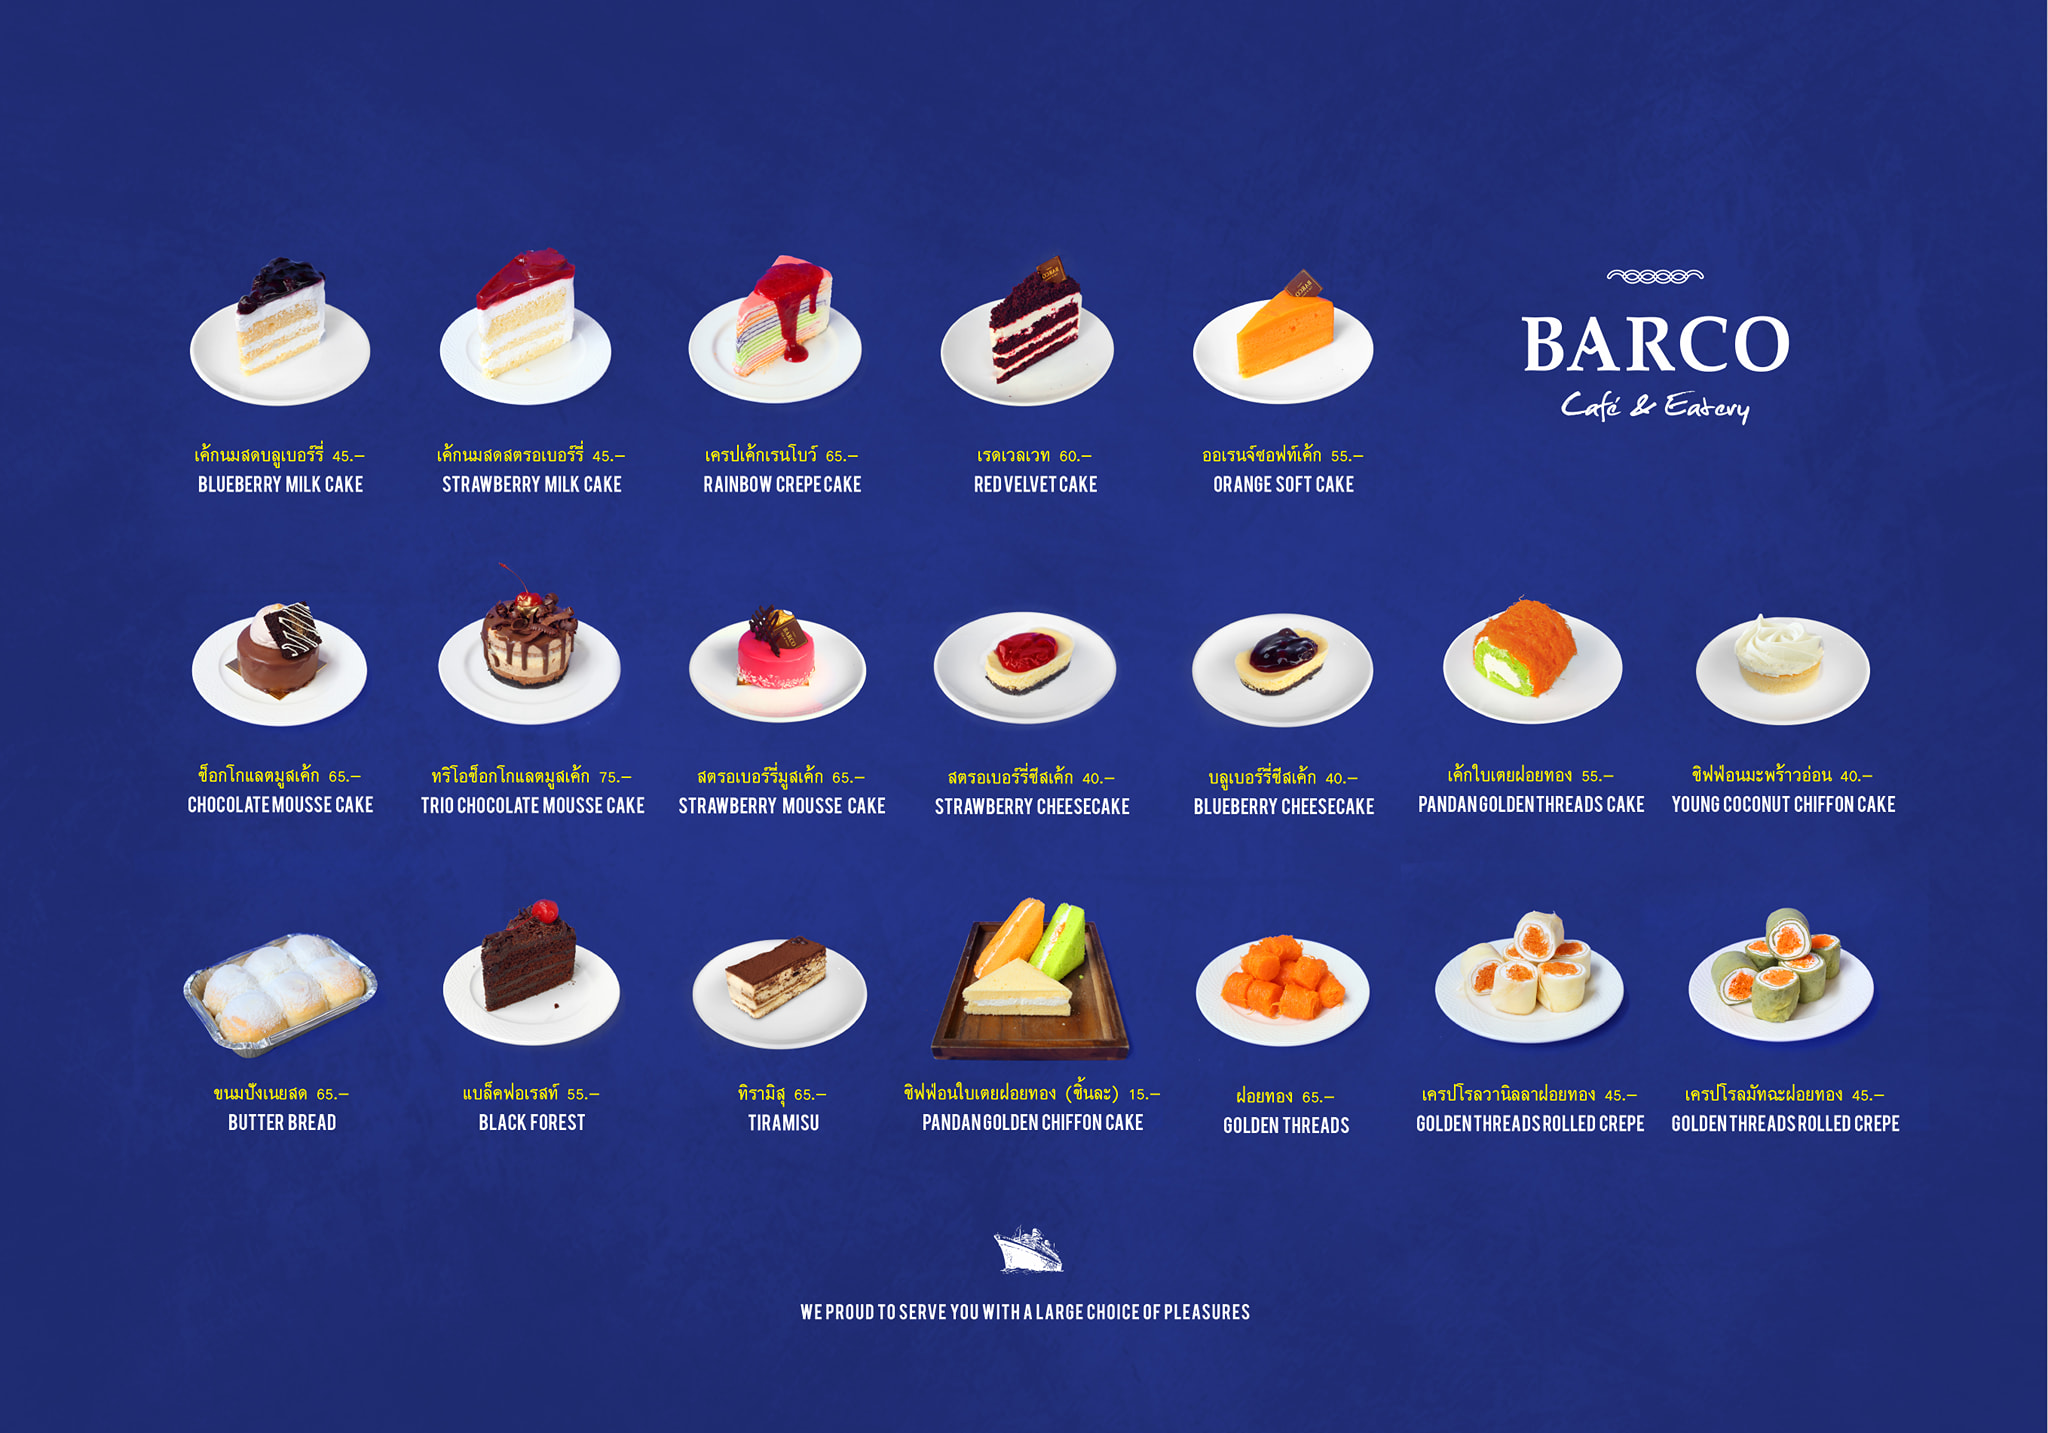 BARCO
Café & Eatery
เค้กนมสดบลูเบอร์รี่ 45.–
BLUEBERRY MILK CAKE
เค้กนมสดสตรอเบอร์รี่ 45.–
STRAWBERRY MILK CAKE
เครปเค้กเรนโบว์ 65.–
RAINBOW CREPE CAKE
เรดเวลเวท 60.–
RED VELVET CAKE
ออเรนจ์ซอฟท์เค้ก 55.–
ORANGE SOFT CAKE
ช็อกโกแลตมูสเค้ก 65.–
CHOCOLATE MOUSSE CAKE
ทริโอช็อกโกแลตมูสเค้ก 75.–
TRIO CHOCOLATE MOUSSE CAKE
สตรอเบอร์รี่มูสเค้ก 65.–
STRAWBERRY MOUSSE CAKE
สตรอเบอร์รี่ชีสเค้ก 40.–
STRAWBERRY CHEESECAKE
บลูเบอร์รี่ชีสเค้ก 40.–
BLUEBERRY CHEESECAKE
เค้กใบเตยฝอยทอง 55.–
PANDAN GOLDEN THREADS CAKE
ชิฟฟ่อนมะพร้าวอ่อน 40.–
YOUNG COCONUT CHIFFON CAKE
ขนมปังเนยสด 65.–
BUTTER BREAD
แบล็คฟอเรสท์ 55.–
BLACK FOREST
ทิรามิสุ 65.–
TIRAMISU
ชิฟฟ่อนใบเตยฝอยทอง (ชิ้นละ) 15.–
PANDAN GOLDEN CHIFFON CAKE
ฝอยทอง 65.–
GOLDEN THREADS
เครปโรลวานิลลาฝอยทอง 45.–
GOLDEN THREADS ROLLED CREPE
เครปโรลมัทฉะฝอยทอง 45.–
GOLDEN THREADS ROLLED CREPE
WE PROUD TO SERVE YOU WITH A LARGE CHOICE OF PLEASURES